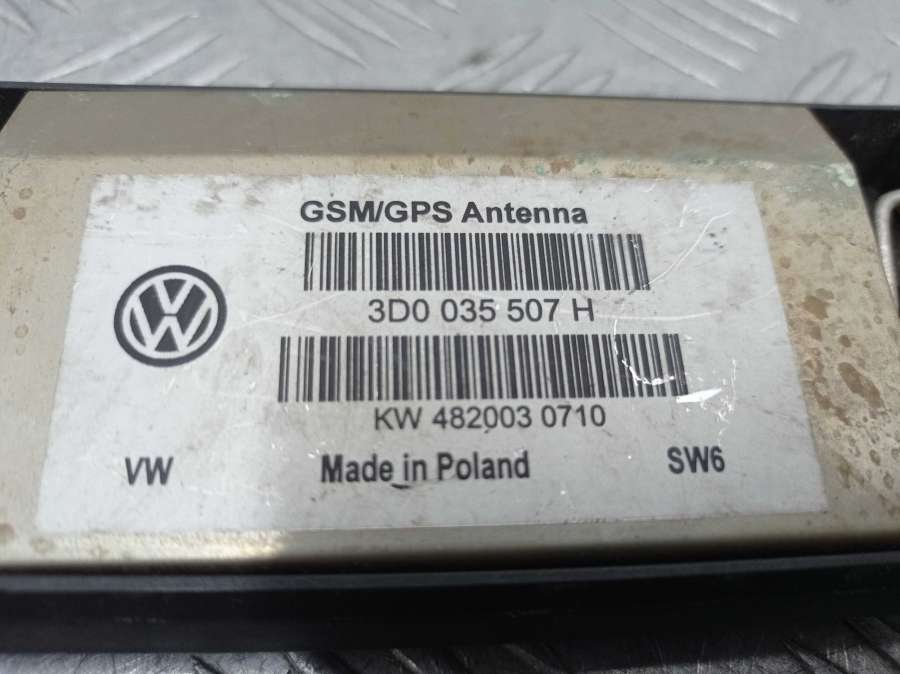 GSM/GPS Antenna
3D0 035 507 H
KW 482003 0710
VW Made in Poland SW6